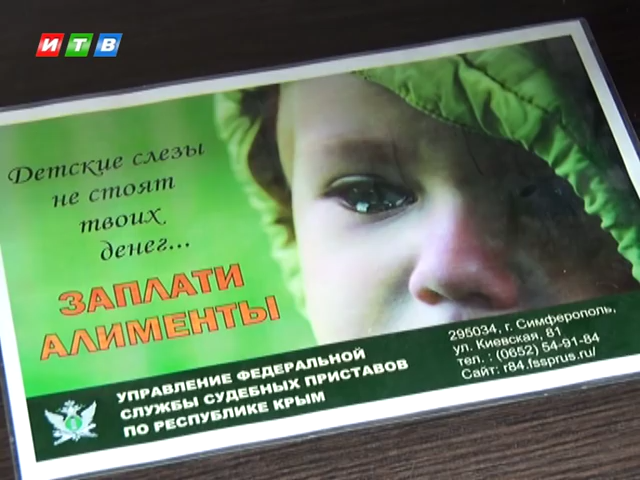 ИТВ
Детские слезы
не стоят
твоих
денег...
ЗАПЛАТИ
АЛИМЕНТЫ
УПРАВЛЕНИЕ ФЕДЕРАЛЬНОЙ
СЛУЖБЫ СУДЕБНЫХ ПРИСТАВОВ
ПО РЕСПУБЛИКЕ КРЫМ
295034, г. Симферополь,
ул. Киевская, 81
тел. : (0652) 54-91-84
Сайт: r84.fssprus.ru/